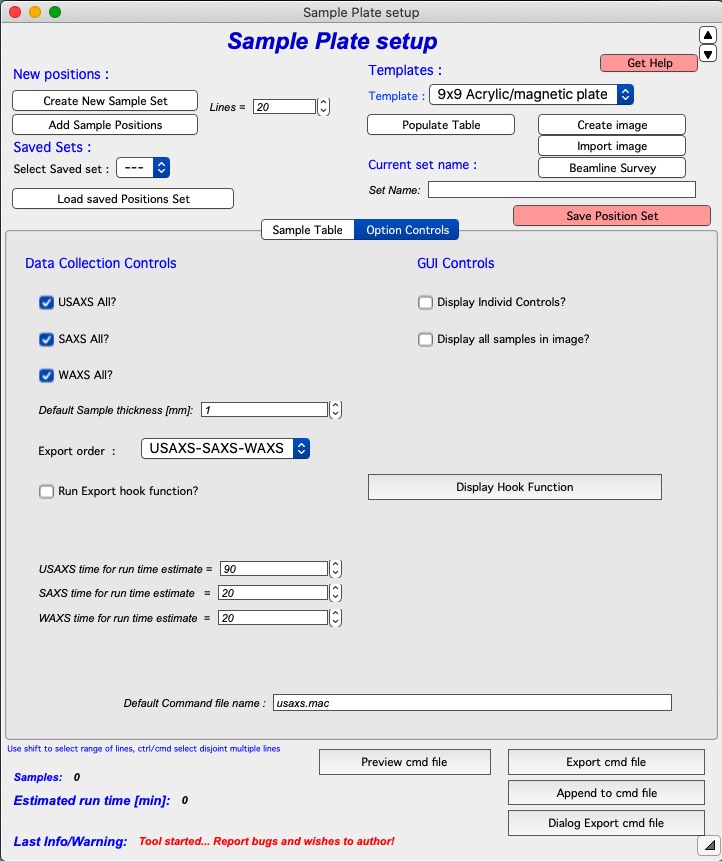 Sample Plate setup
Sample Plate setup
New positions :
Templates :
Get Help
Create New Sample Set
Lines =
20
Template :
9x9 Acrylic/magnetic plate
Add Sample Positions
Populate Table
Create image
Saved Sets :
Import image
Select Saved set :
---
Current set name :
Beamline Survey
Load saved Positions Set
Set Name:
Save Position Set
Sample Table
Option Controls
Data Collection Controls
GUI Controls
USAXS All?
Display Individ Controls?
SAXS All?
Display all samples in image?
WAXS All?
Default Sample thickness [mm]:
1
Export order :
USAXS-SAXS-WAXS
Run Export hook function?
Display Hook Function
USAXS time for run time estimate =
90
SAXS time for run time estimate =
20
WAXS time for run time estimate =
20
Default Command file name :
usaxs.mac
Use shift to select range of lines, ctrl/cmd select disjoint multiple lines
Preview cmd file
Export cmd file
Samples: 0
Append to cmd file
Estimated run time [min]: 0
Dialog Export cmd file
Last Info/Warning: Tool started... Report bugs and wishes to author!